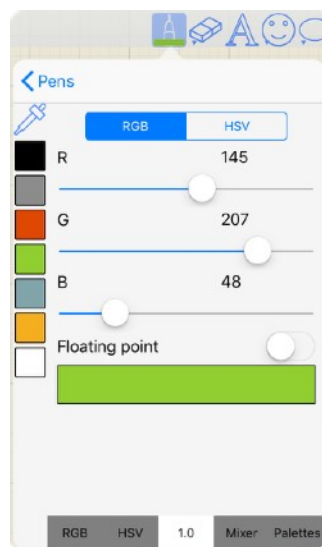 A
Pens
RGB HSV
R 145
G 207
B 48
Floating point
RGB HSV 1.0 Mixer Palettes